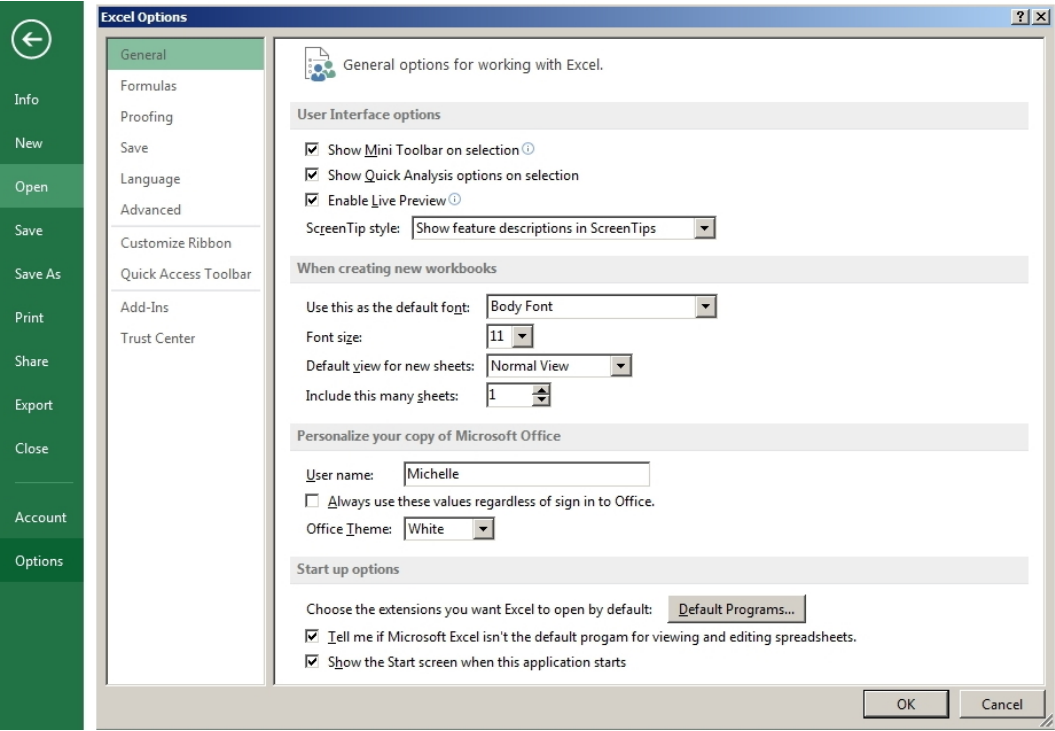 Excel Options
Info
New
Open
Save
Save As
Print
Share
Export
Close
Account
Options
General
Formulas
Proofing
Save
Language
Advanced
Customize Ribbon
Quick Access Toolbar
Add-Ins
Trust Center
General options for working with Excel.
User Interface options
Show Mini Toolbar on selection
Show Quick Analysis options on selection
Enable Live Preview
ScreenTip style: Show feature descriptions in ScreenTips
When creating new workbooks
Use this as the default font: Body Font
Font size: 11
Default view for new sheets: Normal View
Include this many sheets: 1
Personalize your copy of Microsoft Office
User name: Michelle
Always use these values regardless of sign in to Office.
Office Theme: White
Start up options
Choose the extensions you want Excel to open by default: Default Programs...
Tell me if Microsoft Excel isn't the default progam for viewing and editing spreadsheets.
Show the Start screen when this application starts
OK Cancel